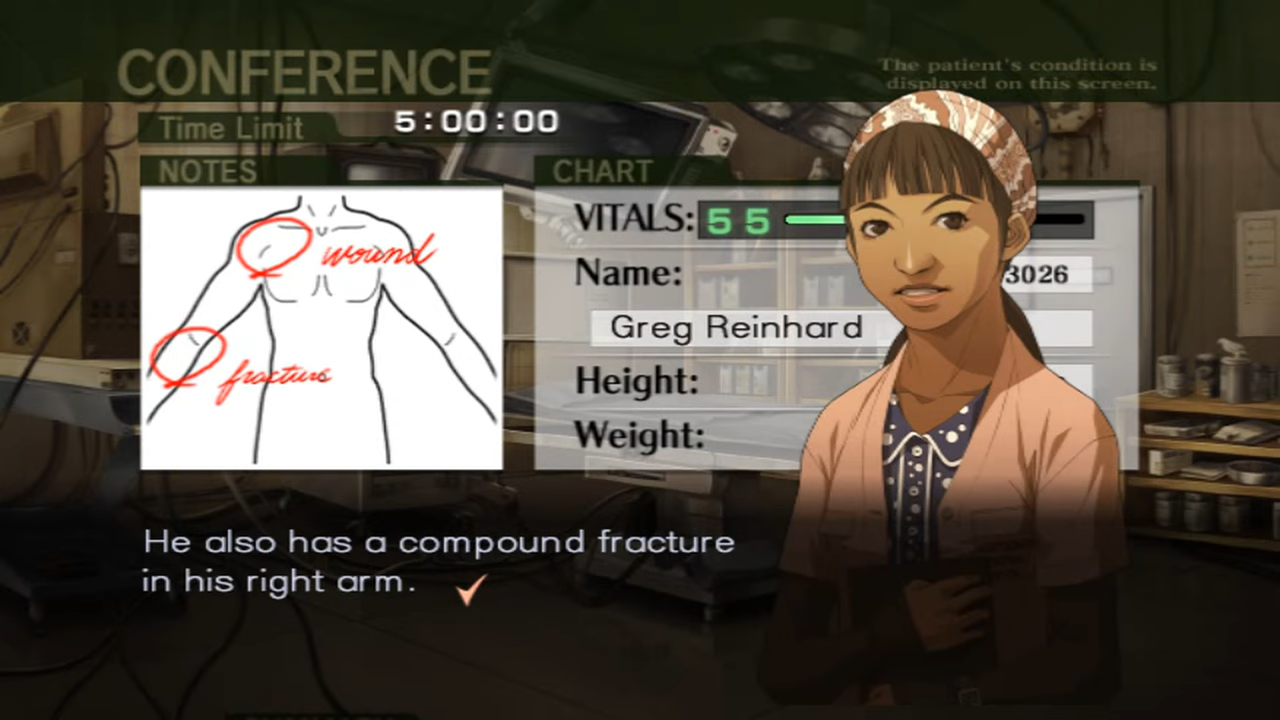 CONFERENCE
The patient's condition is
displayed on this screen.
Time Limit
5:00:00
NOTES
CHART
wound
fracture
VITALS: 55
Name:
3026
Greg Reinhard
Height:
Weight:
He also has a compound fracture
in his right arm.